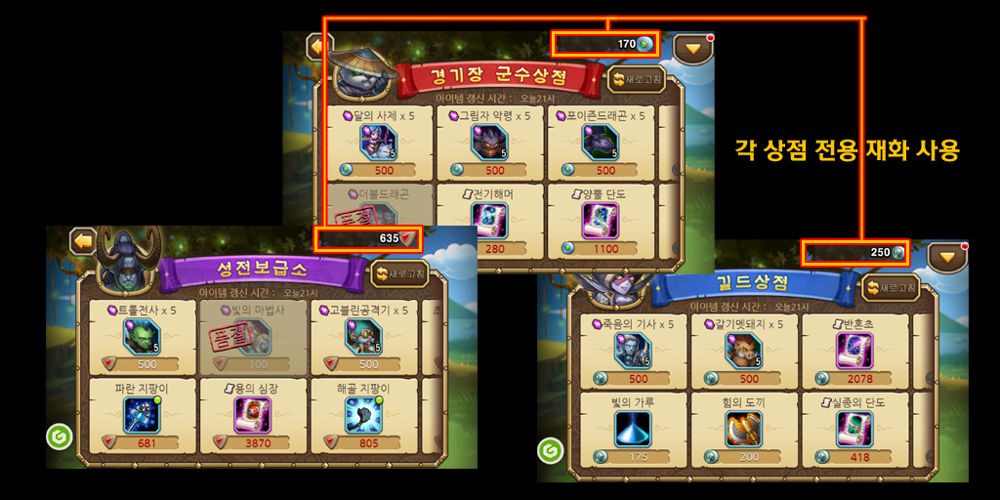 170
경기장 군수상점
새로고침
아이템 갱신 시간 : 오늘21시
달의 사제 x 5
그림자 악령 x 5
포이즌드래곤 x 5
5
5
5
500
500
500
더블드래곤
전기해머
양뿔 단도
품절
280
1100
각 상점 전용 재화 사용
635
성전보급소
새로고침
아이템 갱신 시간 : 오늘21시
트롤전사 x 5
빛의 마법사
고블린공격기 x 5
5
품절
5
500
100
500
파란 지팡이
용의 심장
해골 지팡이
681
3870
805
250
길드상점
새로고침
아이템 갱신 시간 : 오늘21시
죽음의 기사 x 5
갈기멧돼지 x 5
반혼초
5
5
500
500
2078
빛의 가루
힘의 도끼
실종의 단도
175
200
418